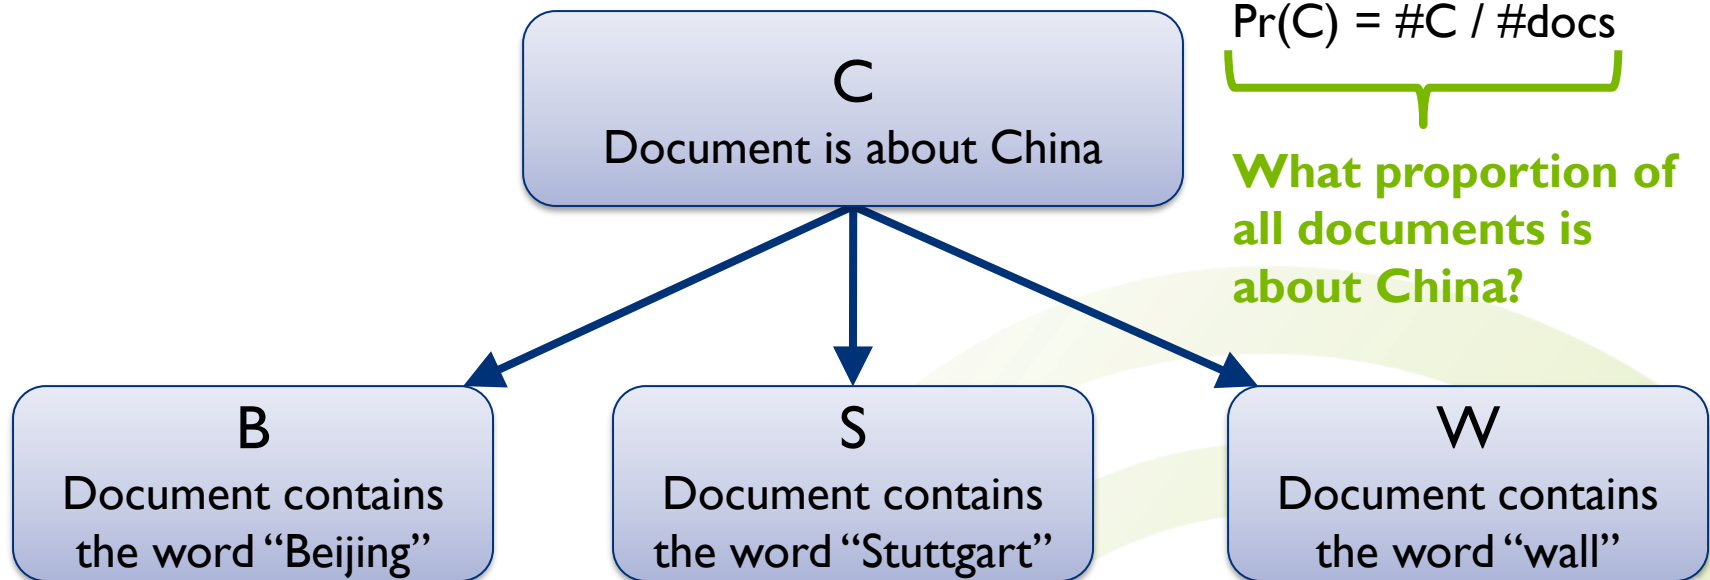 Pr(C) = #C / #docs
C
Document is about China
What proportion of
all documents is
about China?
B
Document contains
the word “Beijing”
S
Document contains
the word “Stuttgart”
W
Document contains
the word “wall”